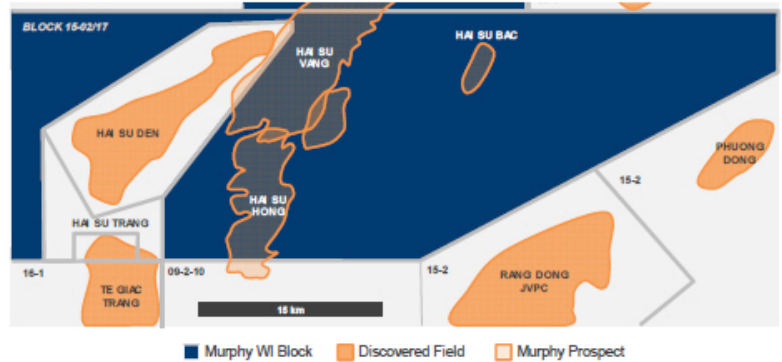 BLOCK 15-02/17
HAI SU
VANG
HAI SU BAC
HAI SU DEN
PHUONG
DONG
15-2
HAI SU
HONG
HAI SU TRANG
16-1
09-2-10
15-2
TE GIAC
TRANG
RANG DONG
JVPC
15 km
Murphy WI Block
Discovered Field
Murphy Prospect